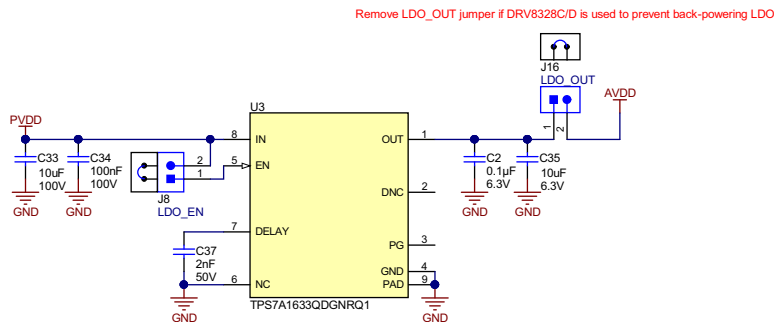 Remove LDO_OUT jumper if DRV8328C/D is used to prevent back-powering LDO
J16
LDO_OUT
U3
PVDD
AVDD
8 IN
OUT 1
1 2
C33
10uF
100V
C34
100nF
100V
2
1
5 EN
J8
LDO_EN
C2
0.1µF
6.3V
C35
10uF
6.3V
GND
GND
GND
GND
DNC 2
7 DELAY
PG 3
C37
2nF
50V
GND 4
6 NC
PAD 9
TPS7A1633QDGNRQ1
GND
GND